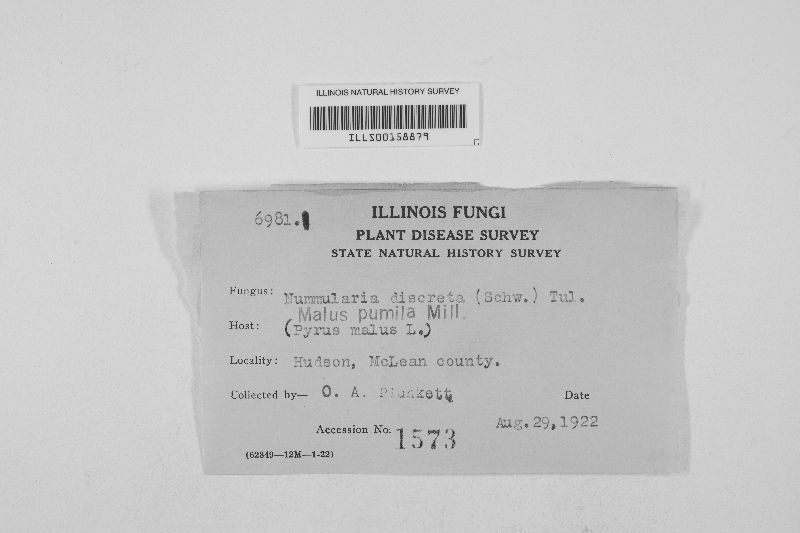 ILLINOIS NATURAL HISTORY SURVEY
ILLS00158879
6981.
ILLINOIS FUNGI
PLANT DISEASE SURVEY
STATE NATURAL HISTORY SURVEY
Fungus: Nummularia discreta (Schw.) Tul.
Malus pumila Mill.
Host: (Pyrus malus L.)
Locality: Hudson, McLean county.
Collected by— O. A. Plunkett
Date
Aug. 29, 1922
Accession No. 1573
(62849—12M—1-22)